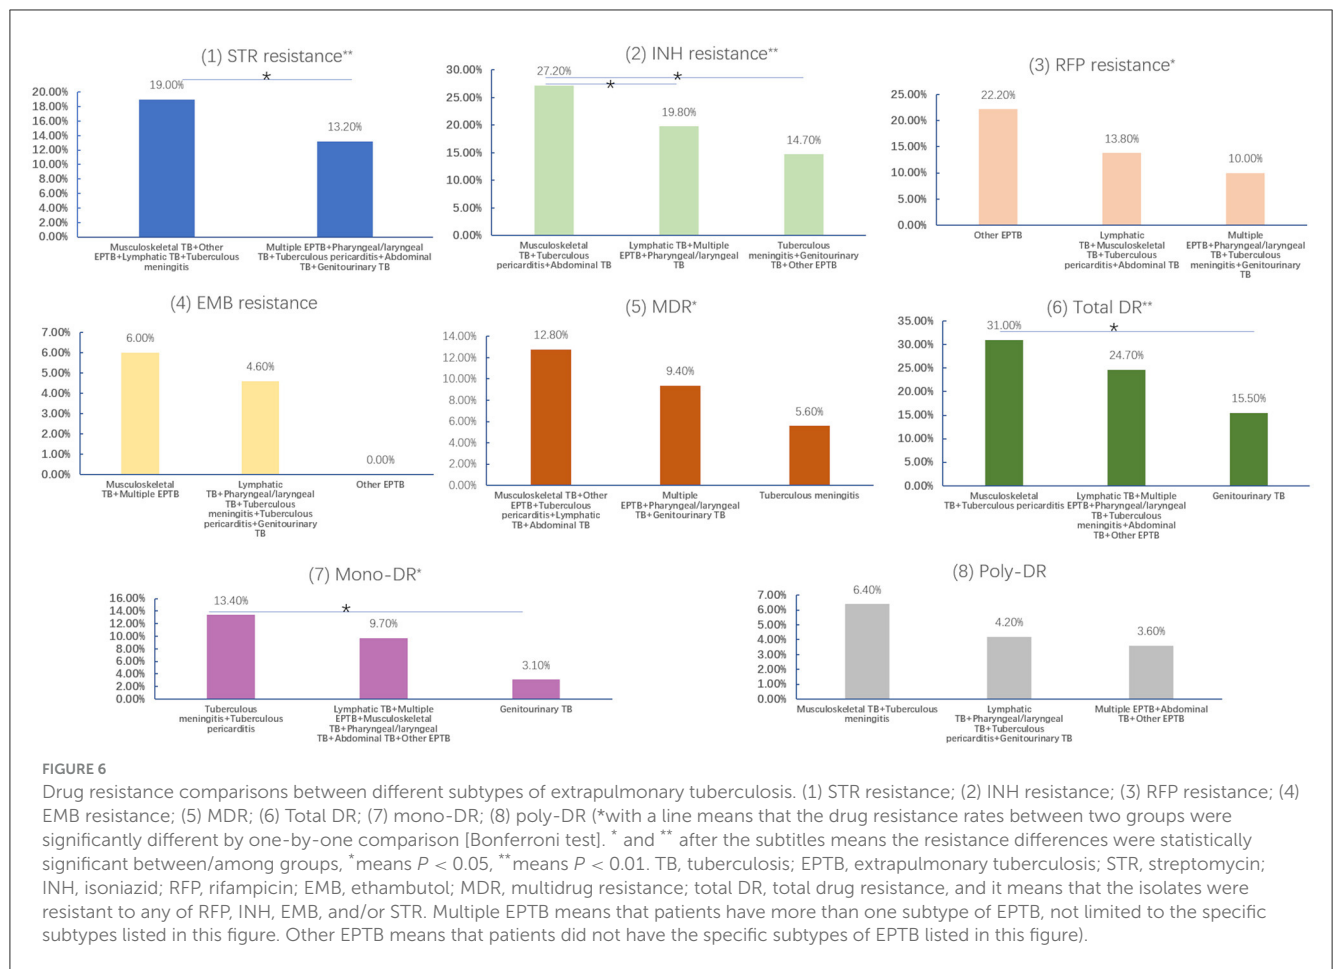 (1) STR resistance**
20.00%
18.00%
16.00%
14.00%
12.00%
10.00%
8.00%
6.00%
4.00%
2.00%
0.00%
19.00%
*
13.20%
Musculoskeletal TB+Other
EPTB+Lymphatic TB+Tuberculous
meningitis
Multiple EPTB+Pharyngeal/laryngeal
TB+Tuberculous pericarditis+Abdominal
TB+Genitourinary TB
(2) INH resistance**
30.00%
25.00%
20.00%
15.00%
10.00%
5.00%
0.00%
27.20%
*
*
19.80%
14.70%
Musculoskeletal
TB+Tuberculous
pericarditis+Abdominal TB
Lymphatic TB+Multiple
EPTB+Pharyngeal/laryngeal
TB
Tuberculous
meningitis+Genitourinary
TB+Other EPTB
(3) RFP resistance*
25.00%
20.00%
15.00%
10.00%
5.00%
0.00%
22.20%
13.80%
10.00%
Other EPTB
Lymphatic
TB+Musculoskeletal
TB+Tuberculous
pericarditis+Abdominal TB
Multiple
EPTB+Pharyngeal/laryngeal
TB+Tuberculous
meningitis+Genitourinary TB
(4) EMB resistance
7.00%
6.00%
5.00%
4.00%
3.00%
2.00%
1.00%
0.00%
6.00%
4.60%
0.00%
Musculoskeletal
TB+Multiple EPTB
Lymphatic
TB+Pharyngeal/laryngeal
TB+Tuberculous
meningitis+Tuberculous
pericarditis+Genitourinary
TB
Other EPTB
(5) MDR*
14.00%
12.00%
10.00%
8.00%
6.00%
4.00%
2.00%
0.00%
12.80%
9.40%
5.60%
Musculoskeletal TB+Other
EPTB+Tuberculous
pericarditis+Lymphatic
TB+Abdominal TB
Multiple
EPTB+Pharyngeal/laryngeal
TB+Genitourinary TB
Tuberculous meningitis
(6) Total DR**
35.00%
30.00%
25.00%
20.00%
15.00%
10.00%
5.00%
0.00%
31.00%
*
24.70%
15.50%
Musculoskeletal
TB+Tuberculous pericarditis
Lymphatic TB+Multiple
EPTB+Pharyngeal/laryngeal
TB+Tuberculous
meningitis+Abdominal
TB+Other EPTB
Genitourinary TB
(7) Mono-DR*
16.00%
14.00%
12.00%
10.00%
8.00%
6.00%
4.00%
2.00%
0.00%
13.40%
*
9.70%
3.10%
Tuberculous
meningitis+Tuberculous
pericarditis
Lymphatic TB+Multiple
EPTB+Musculoskeletal
TB+Pharyngeal/laryngeal
TB+Abdominal TB+Other EPTB
Genitourinary TB
(8) Poly-DR
7.00%
6.00%
5.00%
4.00%
3.00%
2.00%
1.00%
0.00%
6.40%
4.20%
3.60%
Musculoskeletal TB+Tuberculous
meningitis
Lymphatic
TB+Pharyngeal/laryngeal
TB+Tuberculous
pericarditis+Genitourinary TB
Multiple EPTB+Abdominal
TB+Other EPTB
FIGURE 6
Drug resistance comparisons between different subtypes of extrapulmonary tuberculosis. (1) STR resistance; (2) INH resistance; (3) RFP resistance; (4)
EMB resistance; (5) MDR; (6) Total DR; (7) mono-DR; (8) poly-DR (*with a line means that the drug resistance rates between two groups were
significantly different by one-by-one comparison [Bonferroni test]. * and ** after the subtitles means the resistance differences were statistically
significant between/among groups, *means P < 0.05, **means P < 0.01. TB, tuberculosis; EPTB, extrapulmonary tuberculosis; STR, streptomycin;
INH, isoniazid; RFP, rifampicin; EMB, ethambutol; MDR, multidrug resistance; total DR, total drug resistance, and it means that the isolates were
resistant to any of RFP, INH, EMB, and/or STR. Multiple EPTB means that patients have more than one subtype of EPTB, not limited to the specific
subtypes listed in this figure. Other EPTB means that patients did not have the specific subtypes of EPTB listed in this figure).